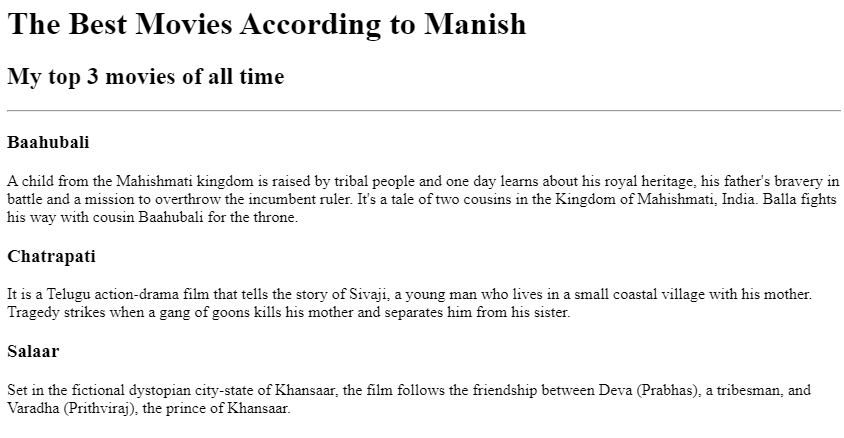 The Best Movies According to Manish
My top 3 movies of all time
Baahubali
A child from the Mahishmati kingdom is raised by tribal people and one day learns about his royal heritage, his father's bravery in
battle and a mission to overthrow the incumbent ruler. It's a tale of two cousins in the Kingdom of Mahishmati, India. Balla fights
his way with cousin Baahubali for the throne.
Chatrapati
It is a Telugu action-drama film that tells the story of Sivaji, a young man who lives in a small coastal village with his mother.
Tragedy strikes when a gang of goons kills his mother and separates him from his sister.
Salaar
Set in the fictional dystopian city-state of Khansaar, the film follows the friendship between Deva (Prabhas), a tribesman, and
Varadha (Prithviraj), the prince of Khansaar.